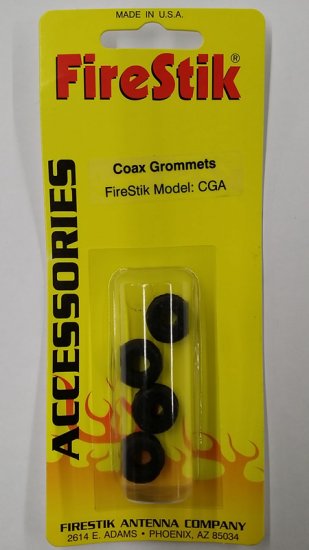 MADE IN U.S.A.
FireStik®
ACCESSORIES
Coax Grommets
FireStik Model: CGA
FIRESTIK ANTENNA COMPANY
2614 E. ADAMS • PHOENIX, AZ 85034